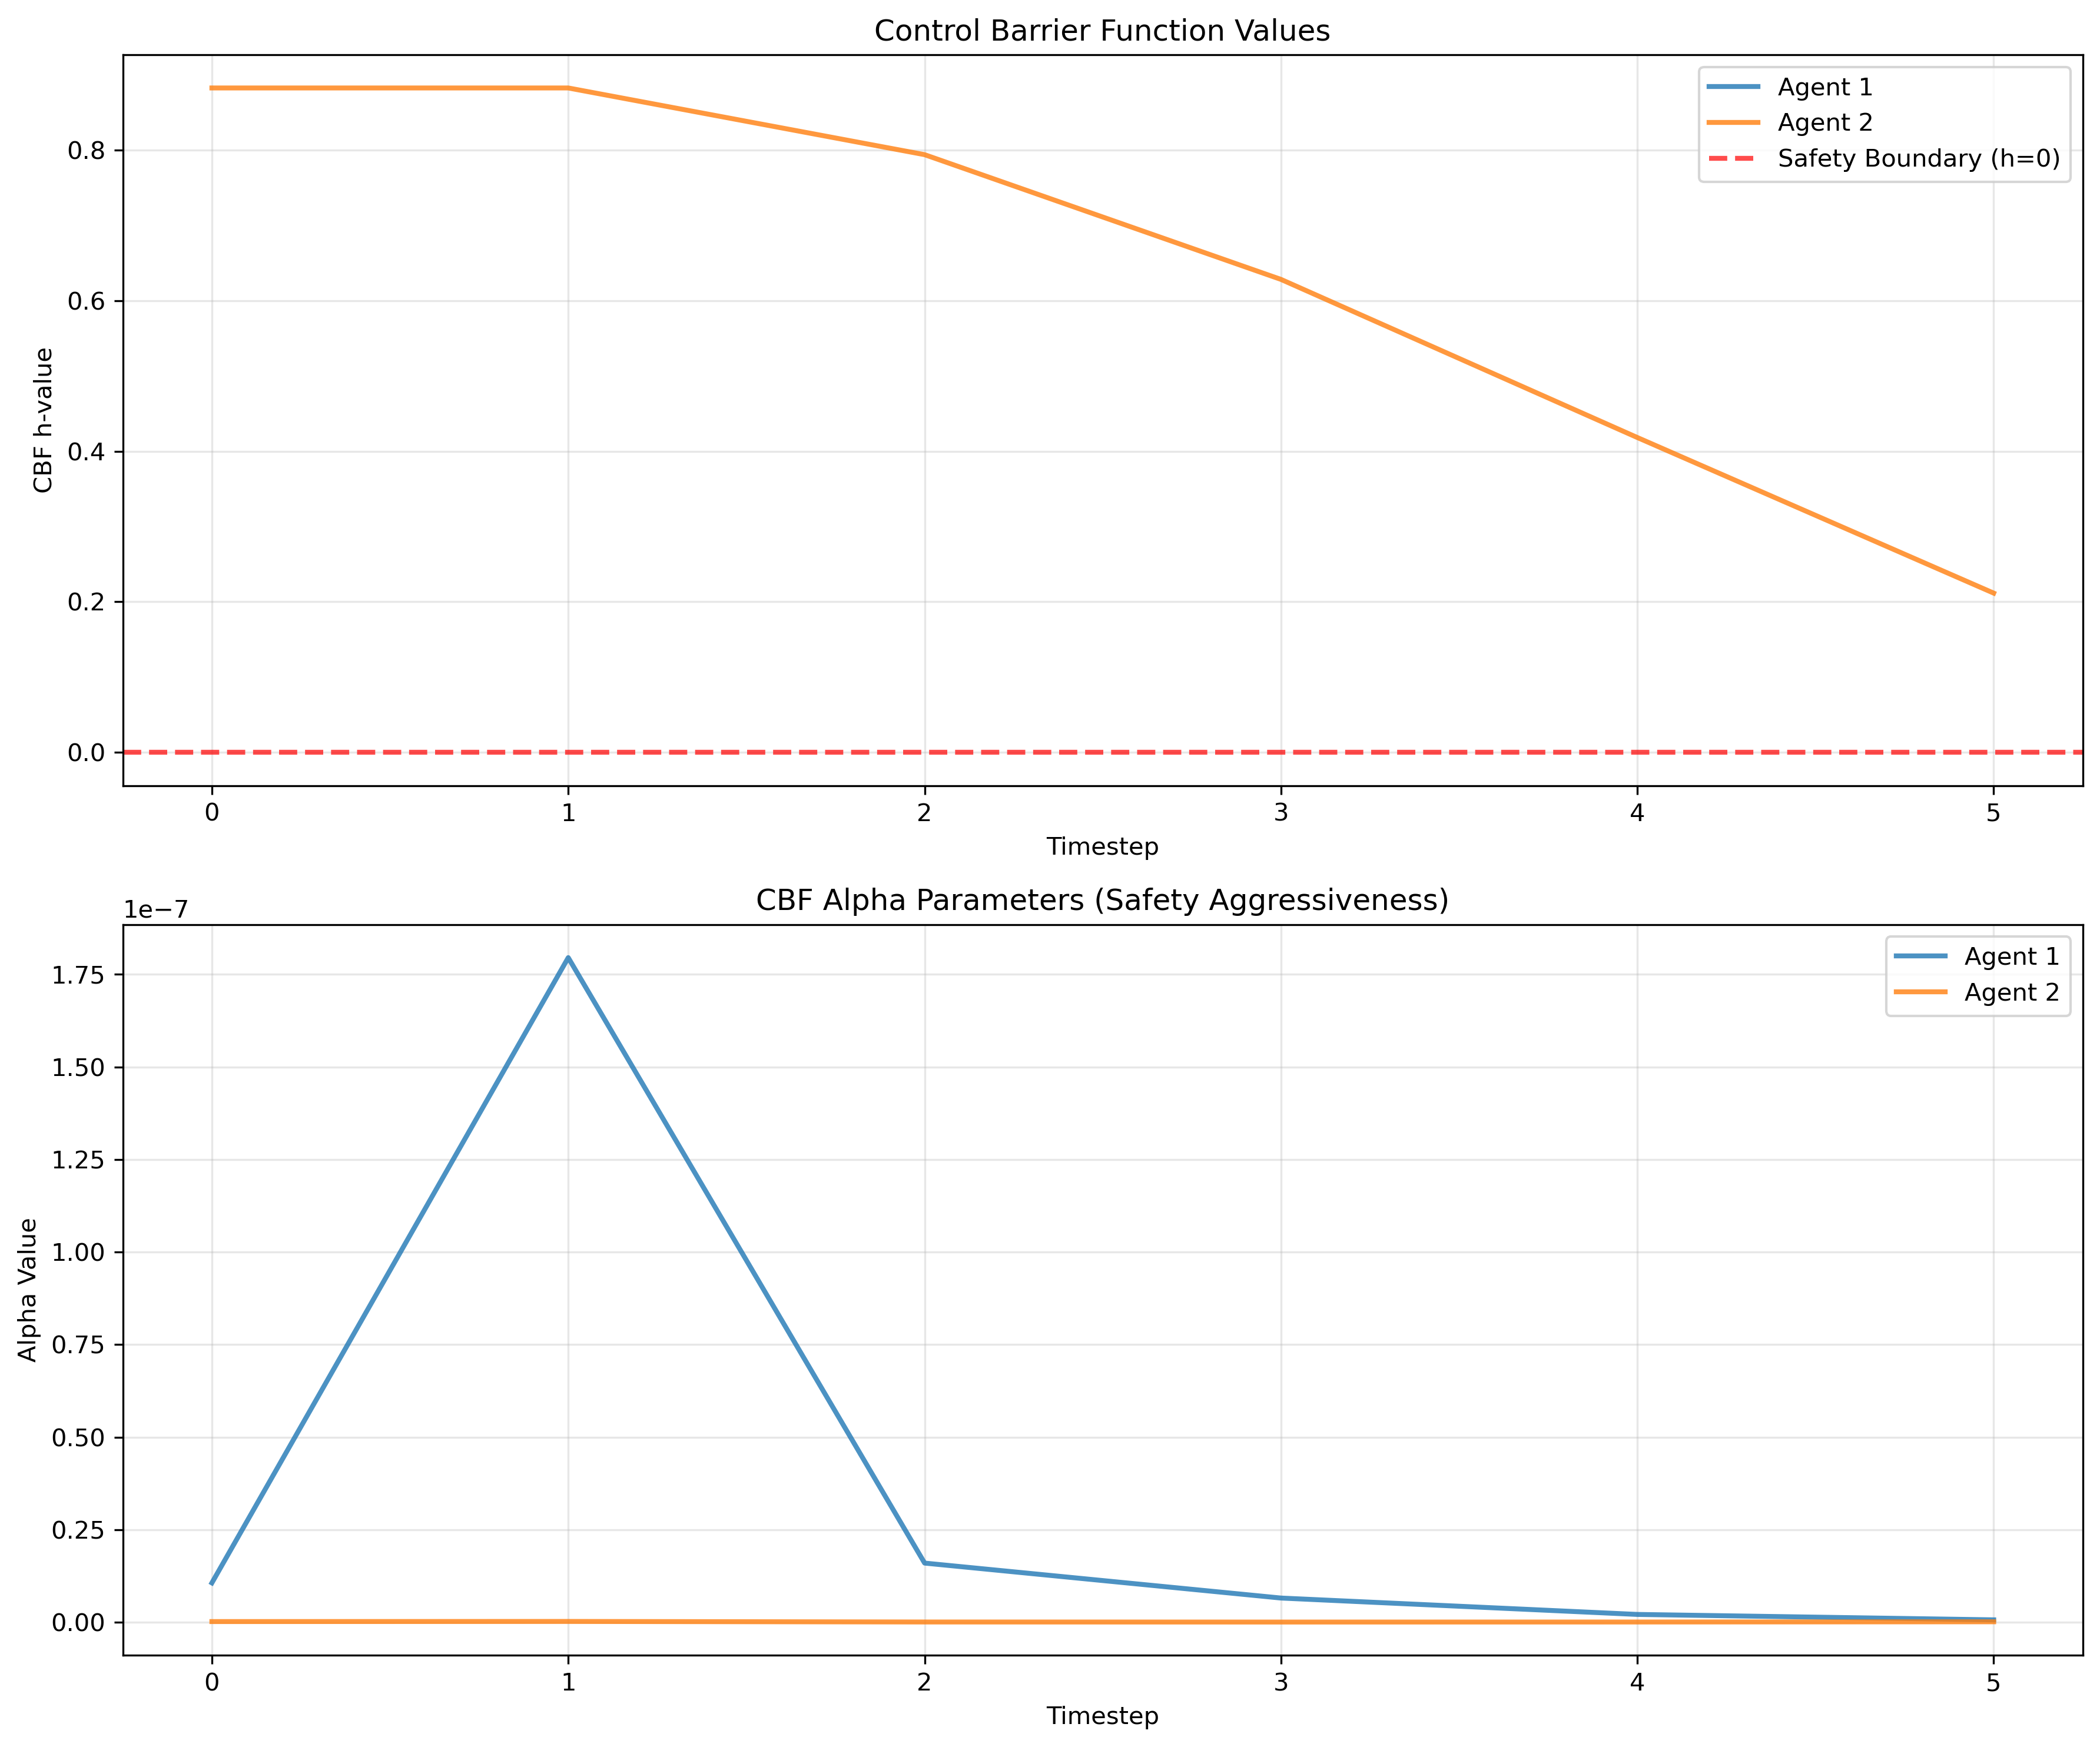 Control Barrier Function Values
Agent 1
Agent 2
Safety Boundary (h=0)
CBF h-value
0.8
0.6
0.4
0.2
0.0
0 1 2 3 4 5
Timestep
CBF Alpha Parameters (Safety Aggressiveness)
1e−7
Agent 1
Agent 2
Alpha Value
1.75
1.50
1.25
1.00
0.75
0.50
0.25
0.00
0 1 2 3 4 5
Timestep